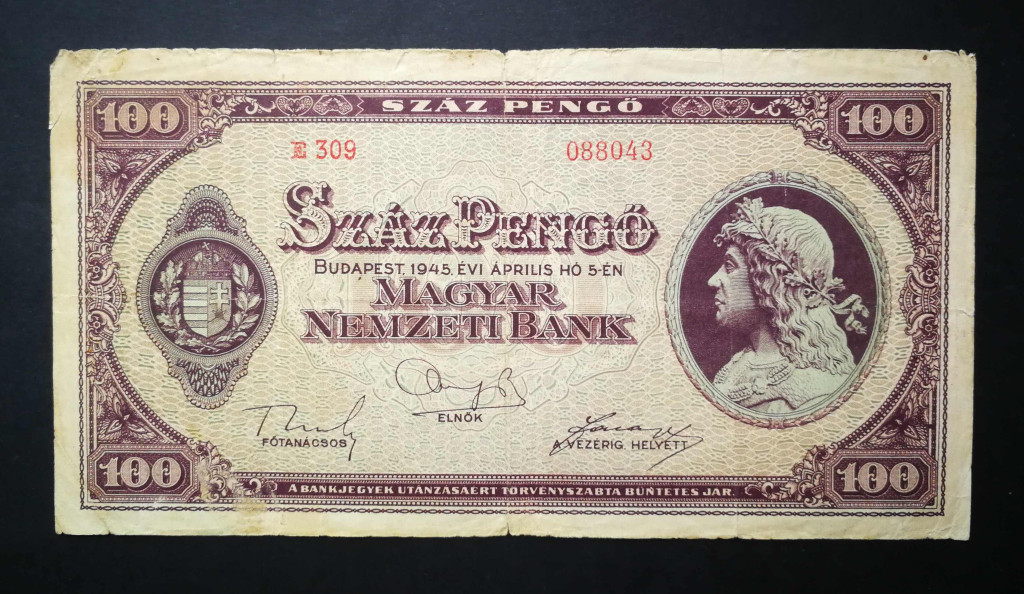 100 SZÁZ PENGŐ 100
E 309 088043
SZÁZ PENGŐ
BUDAPEST, 1945. ÉVI ÁPRILIS HÓ 5-ÉN
MAGYAR
NEMZETI BANK
ELNÖK
FŐTANÁCSOS
A VEZÉRIG. HELYETT
100 100
A BANKJEGYEK UTÁNZÁSÁÉRT TÖRVÉNYSZABTA BÜNTETÉS JÁR.